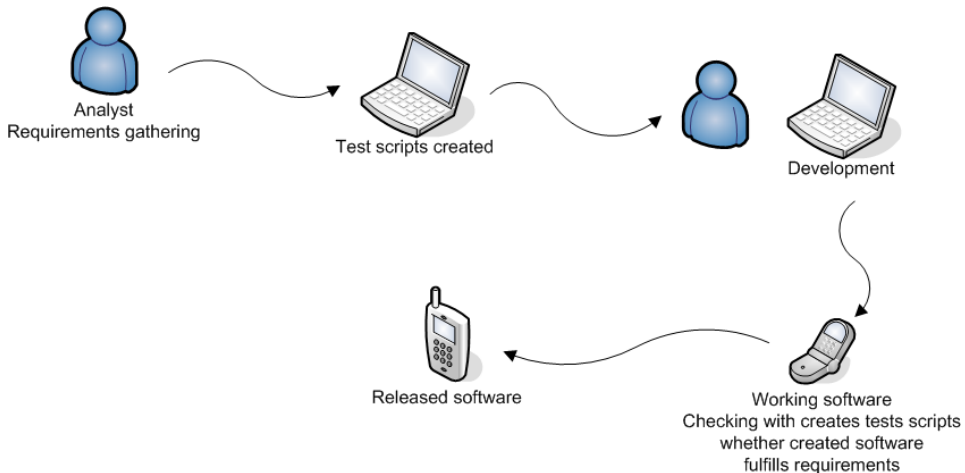 Analyst
Requirements gathering
Test scripts created
Development
Released software
Working software
Checking with creates tests scripts
whether created software
fulfills requirements